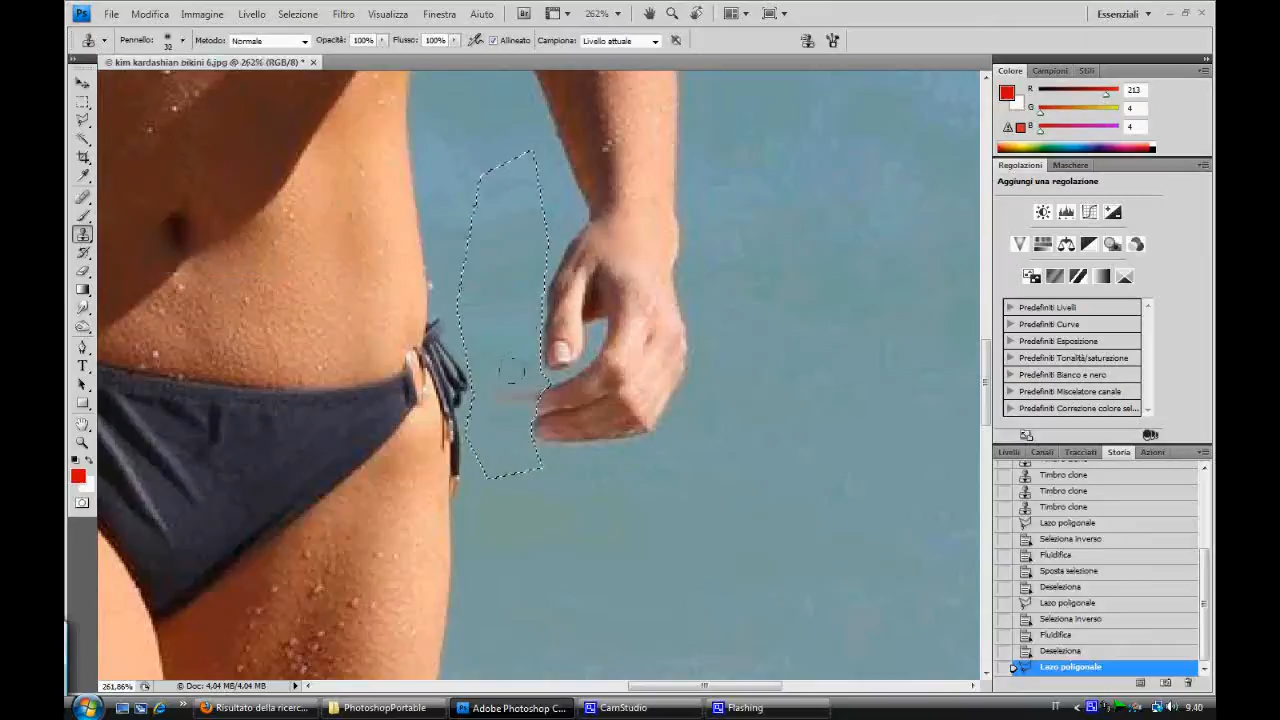 Ps File Modifica Immagine Livello Selezione Filtro Visualizza Finestra Aiuto Br 262% Essenziali
Pennello: 32 Metodo: Normale Opacità: 100% Flusso: 100% Allineato Campiona: Livello attuale
© kim kardashian bikini 6.jpg @ 262% (RGB/8) *
Colore Campioni Stili
R 213
G 4
B 4
Regolazioni Maschere
Aggiungi una regolazione
Predefiniti Livelli
Predefiniti Curve
Predefiniti Esposizione
Predefiniti Tonalità/saturazione
Predefiniti Bianco e nero
Predefiniti Miscelatore canale
Predefiniti Correzione colore sel...
Livelli Canali Tracciati Storia Azioni
Timbro clone
Timbro clone
Timbro clone
Lazo poligonale
Seleziona inverso
Fluidifica
Sposta selezione
Deseleziona
Lazo poligonale
Seleziona inverso
Fluidifica
Deseleziona
Lazo poligonale
261,86% Doc: 4,04 MB/4,04 MB
Risultato della ricerc... PhotoshopPortable Adobe Photoshop C... CamStudio Flashing IT 9.40